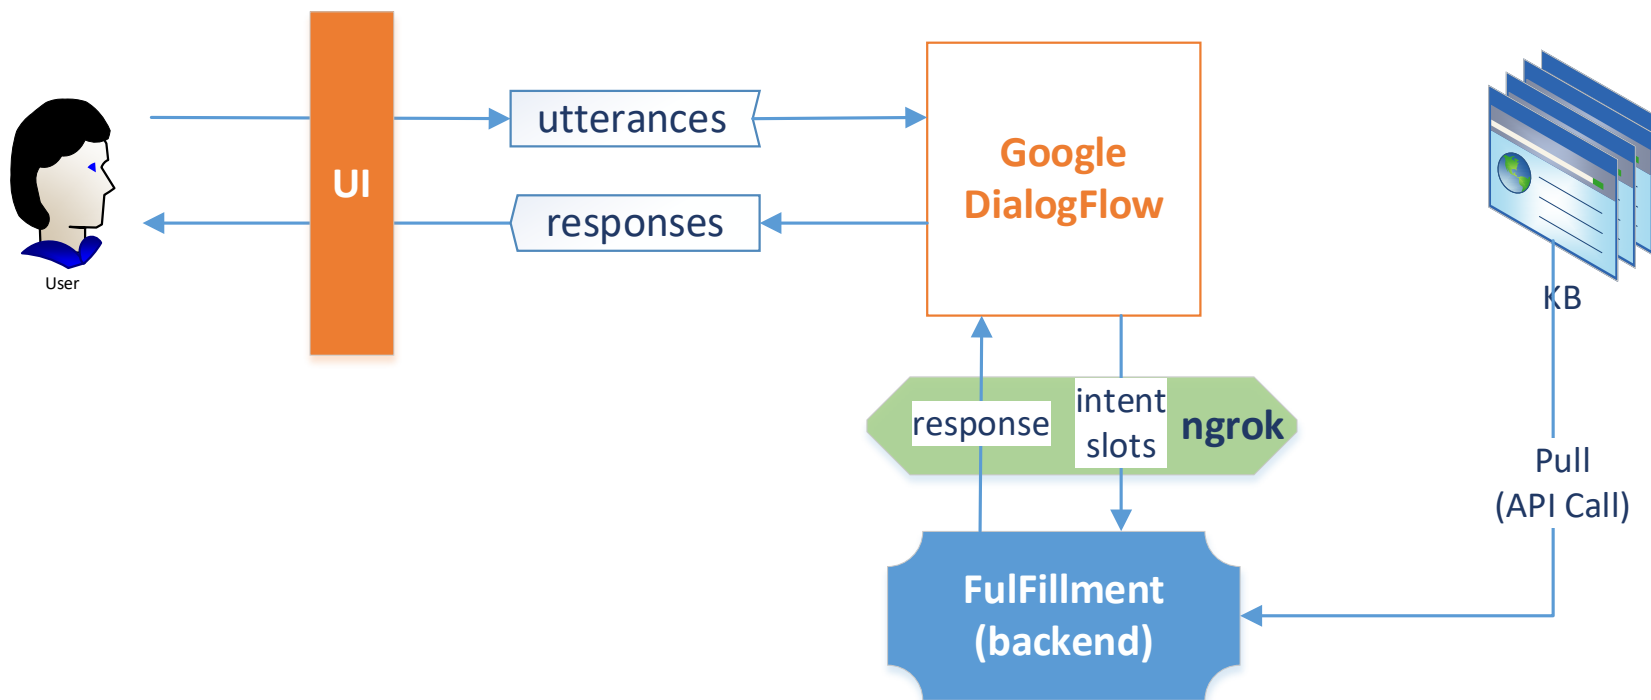 utterances
Google
DialogFlow
UI
responses
User
KB
intent
response
slots
ngrok
Pull
(API Call)
FulFillment
(backend)